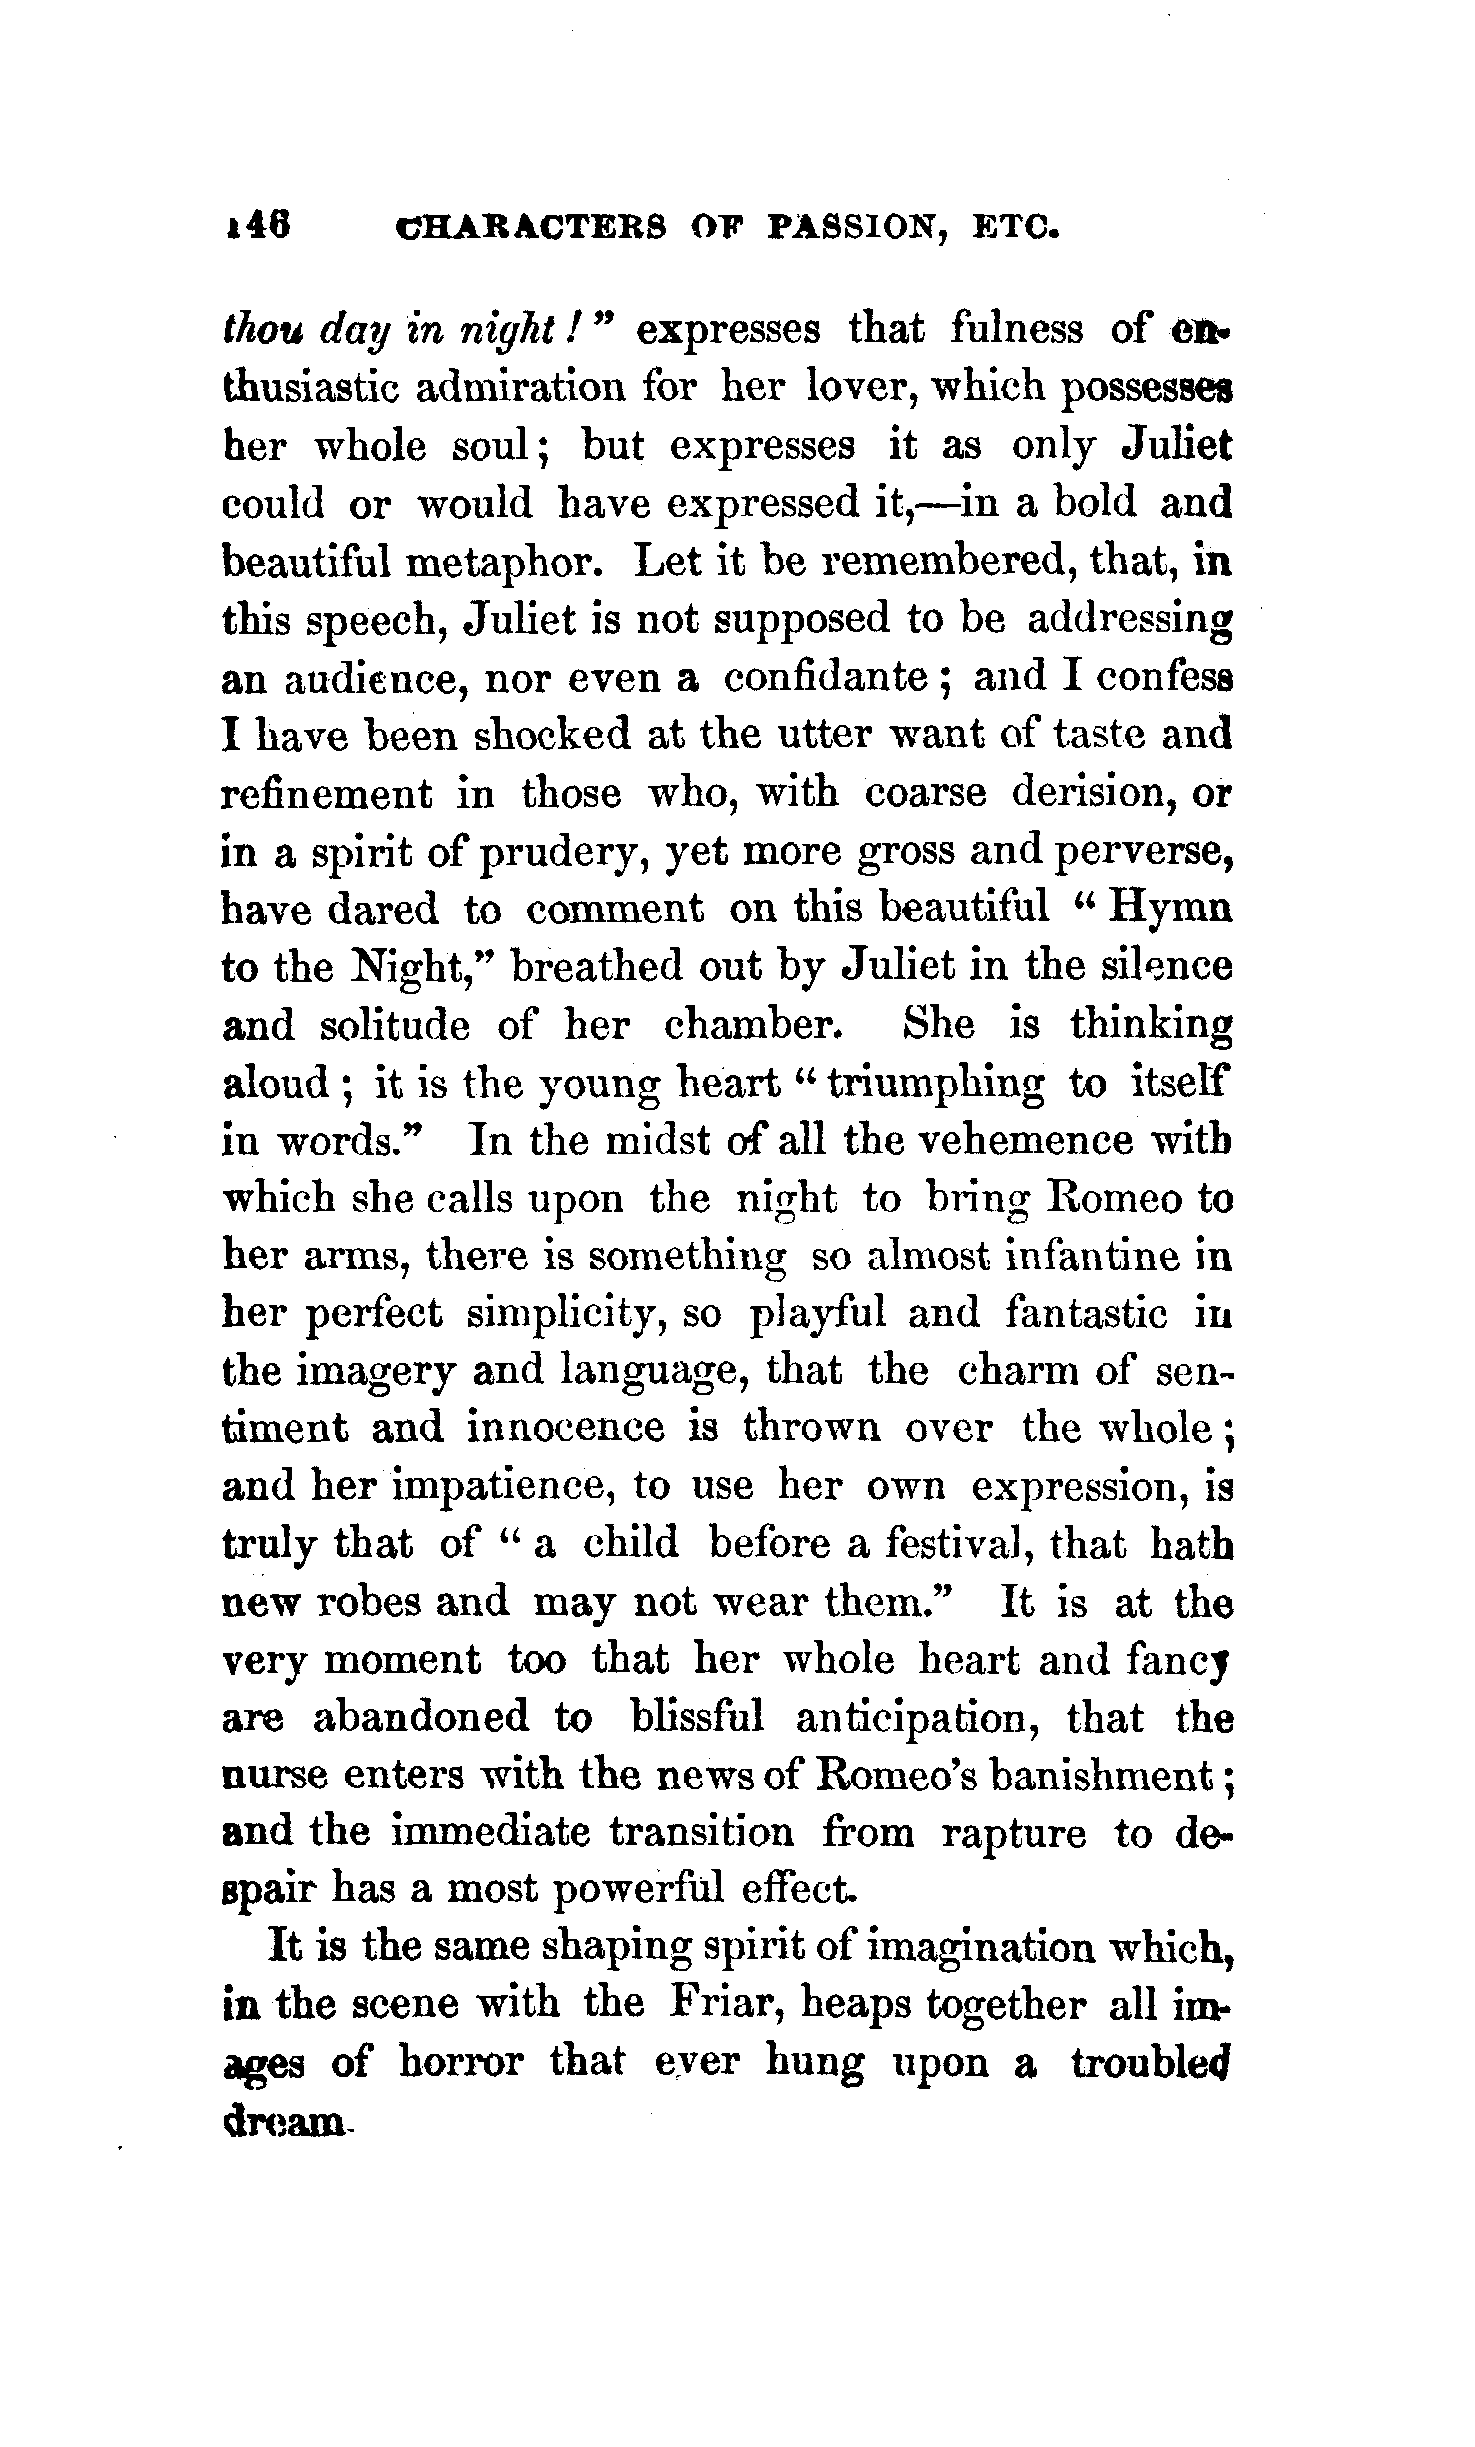 146 CHARACTERS OF PASSION, ETC.
thou day in night!" expresses that fulness of en-
thusiastic admiration for her lover, which possesses
her whole soul; but expresses it as only Juliet
could or would have expressed it,—in a bold and
beautiful metaphor. Let it be remembered, that, in
this speech, Juliet is not supposed to be addressing
an audience, nor even a confidante; and I confess
I have been shocked at the utter want of taste and
refinement in those who, with coarse derision, or
in a spirit of prudery, yet more gross and perverse,
have dared to comment on this beautiful "Hymn
to the Night," breathed out by Juliet in the silence
and solitude of her chamber. She is thinking
aloud; it is the young heart "triumphing to itself
in words." In the midst of all the vehemence with
which she calls upon the night to bring Romeo to
her arms, there is something so almost infantine in
her perfect simplicity, so playful and fantastic in
the imagery and language, that the charm of sen-
timent and innocence is thrown over the whole;
and her impatience, to use her own expression, is
truly that of "a child before a festival, that hath
new robes and may not wear them." It is at the
very moment too that her whole heart and fancy
are abandoned to blissful anticipation, that the
nurse enters with the news of Romeo's banishment;
and the immediate transition from rapture to de-
spair has a most powerful effect.
It is the same shaping spirit of imagination which,
in the scene with the Friar, heaps together all im-
ages of horror that ever hung upon a troubled
dream.